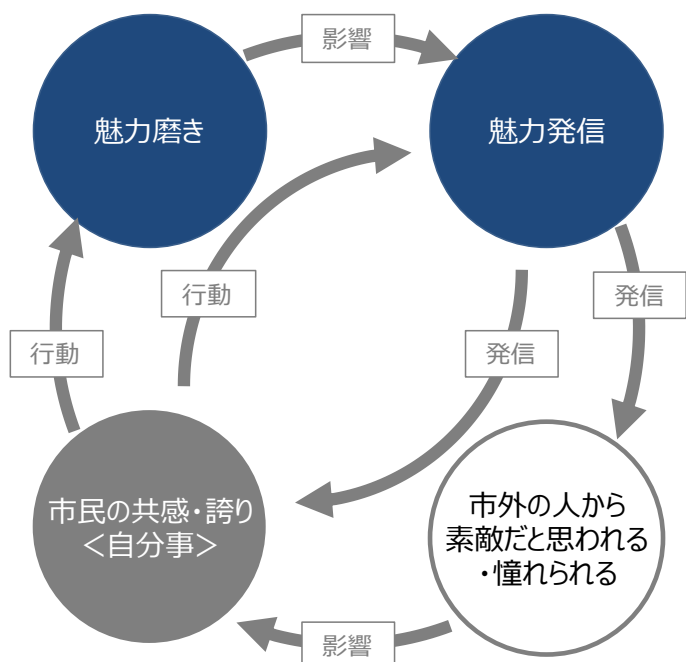 影響
魅力磨き
魅力発信
行動
発信
行動
発信
市民の共感・誇り
＜自分事＞
市外の人から
素敵だと思われる
・憧れられる
影響